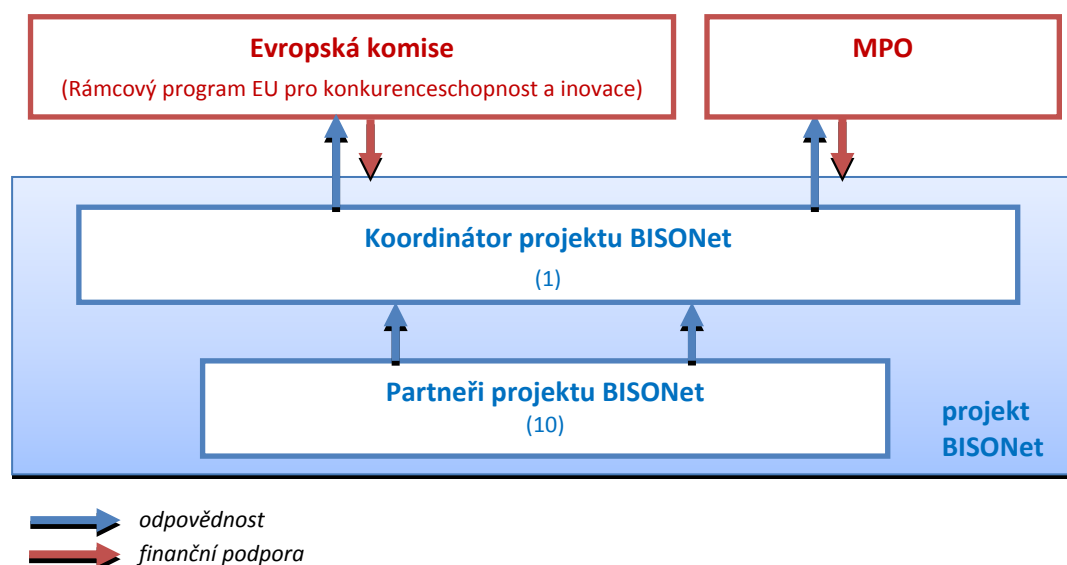 Evropská komise
(Rámcový program EU pro konkurenceschopnost a inovace)
MPO
Koordinátor projektu BISONet
(1)
Partneři projektu BISONet
(10)
projekt
BISONet
odpovědnost
finanční podpora